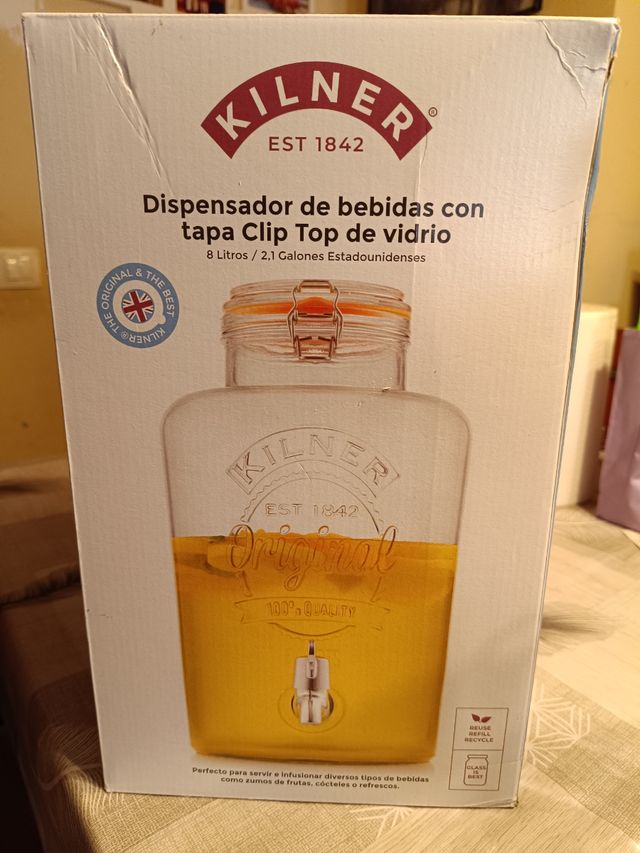 KILNER®
EST 1842
Dispensador de bebidas con
tapa Clip Top de vidrio
8 Litros / 2,1 Galones Estadounidenses
THE ORIGINAL & THE BEST KILNER®
KILNER
EST 1842
Original
100% QUALITY
REUSE
REFILL
RECYCLE
GLASS
IS
BEST
Perfecto para servir e infusionar diversos tipos de bebidas
como zumos de frutas, cócteles o refrescos.